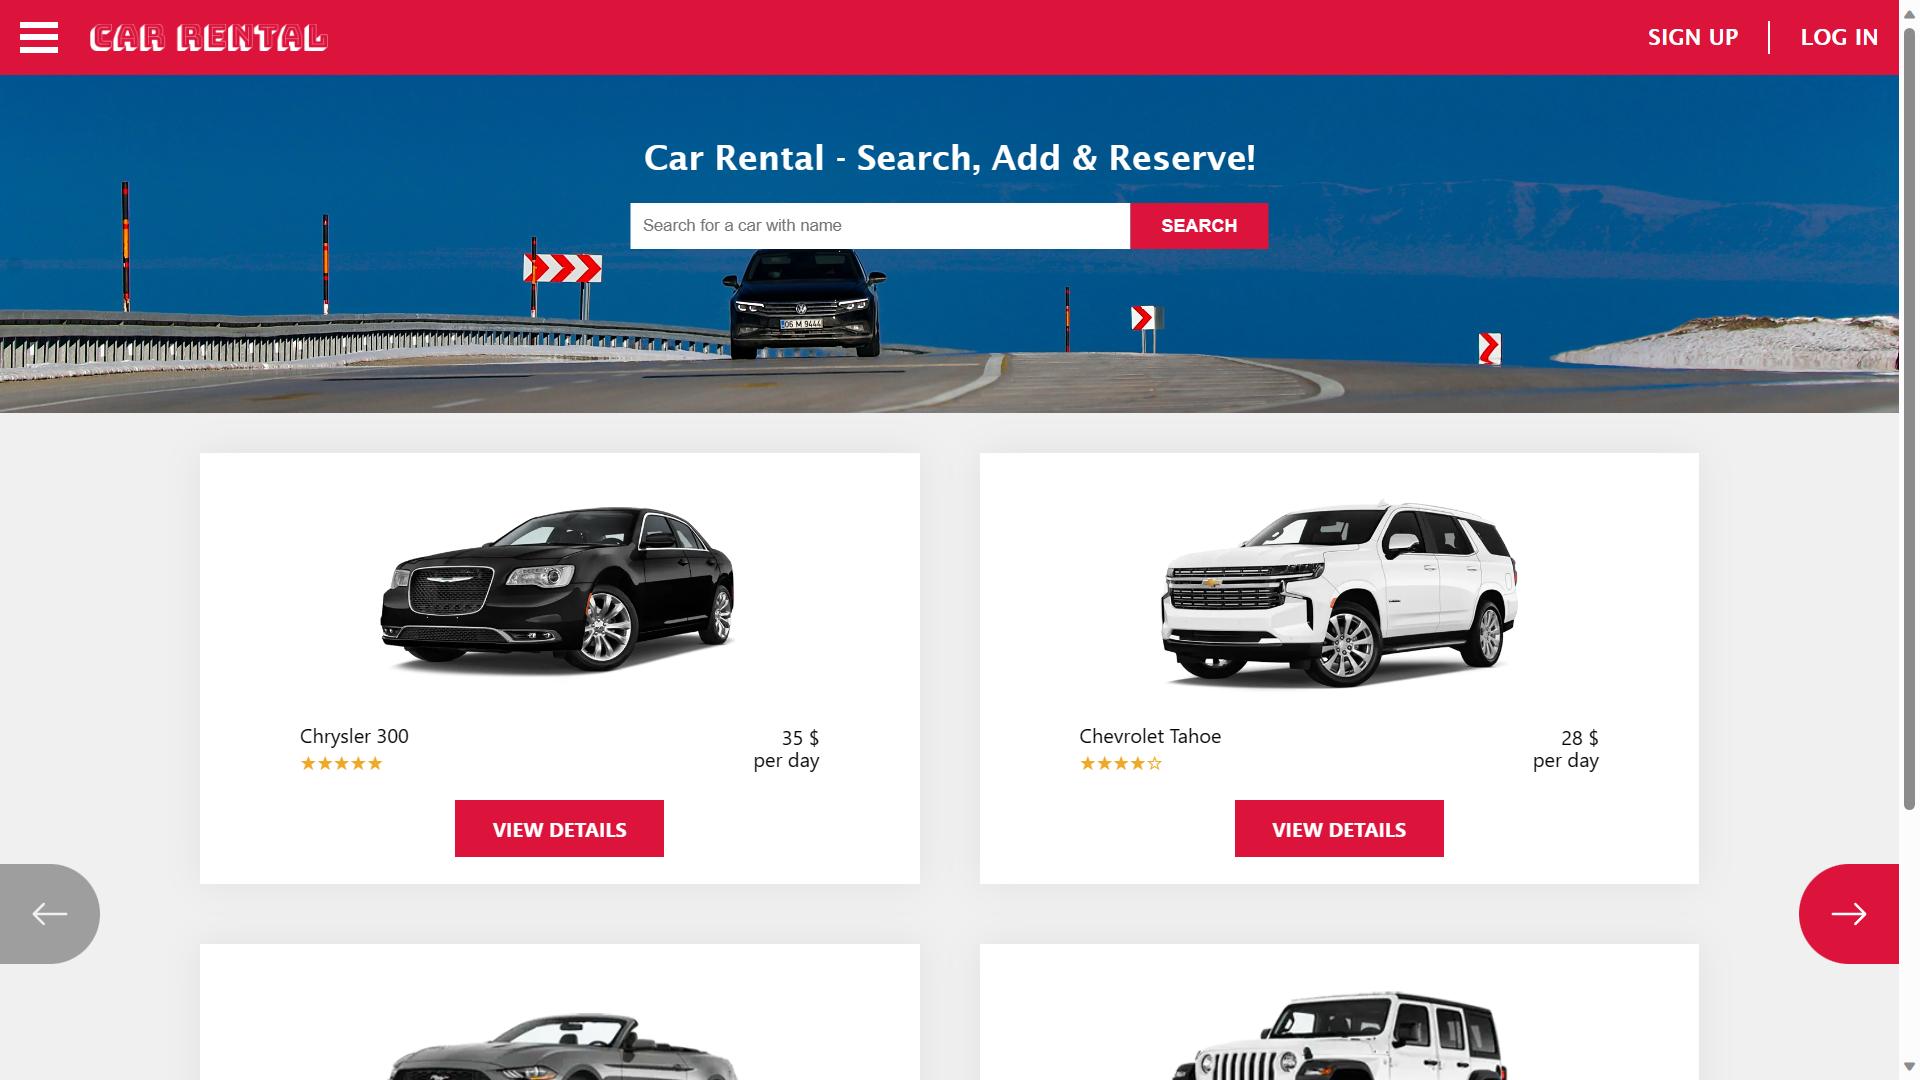 CAR RENTAL
SIGN UP
LOG IN
Car Rental - Search, Add & Reserve!
Search for a car with name
SEARCH
06 M 9444
Chrysler 300
35 $
per day
★★★★★
VIEW DETAILS
Chevrolet Tahoe
28 $
per day
★★★★☆
VIEW DETAILS